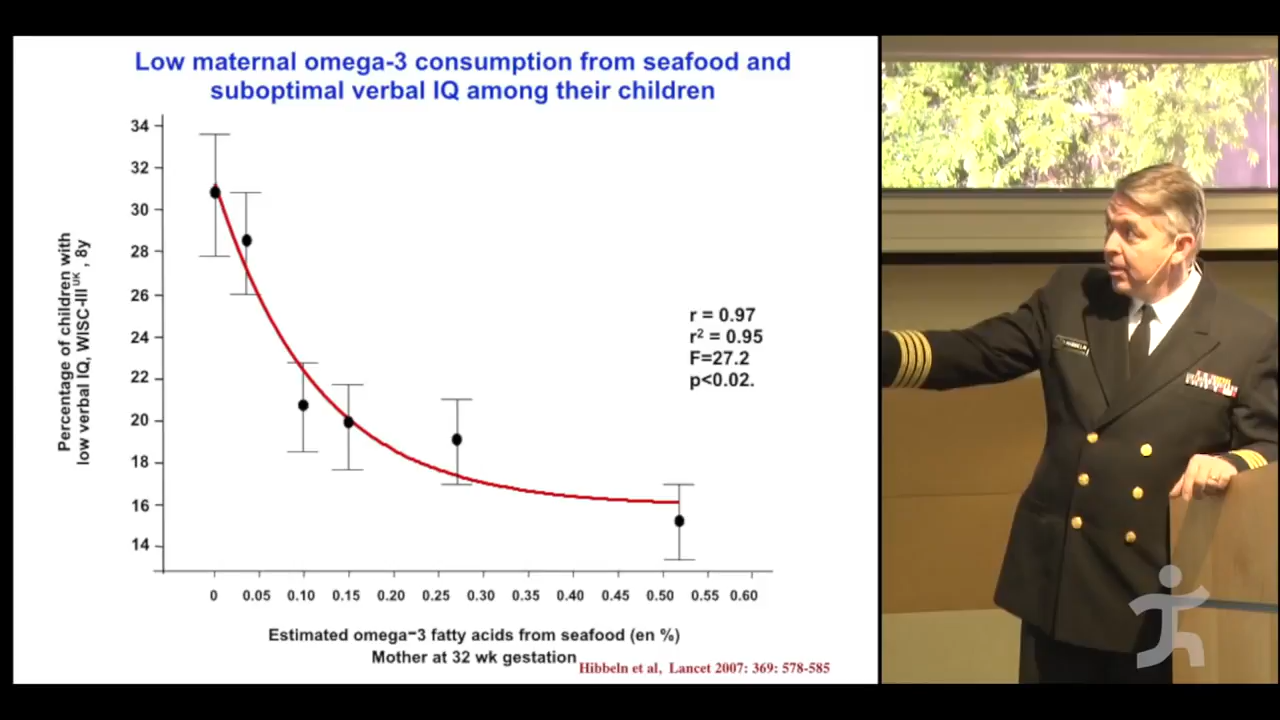 Low maternal omega-3 consumption from seafood and
suboptimal verbal IQ among their children
Percentage of children with
low verbal IQ, WISC-III UK , 8y
34
32
30
28
26
24
22
20
18
16
14
r = 0.97
r² = 0.95
F=27.2
p<0.02.
0 0.05 0.10 0.15 0.20 0.25 0.30 0.35 0.40 0.45 0.50 0.55 0.60
Estimated omega-3 fatty acids from seafood (en %)
Mother at 32 wk gestation
Hibbeln et al, Lancet 2007: 369: 578-585